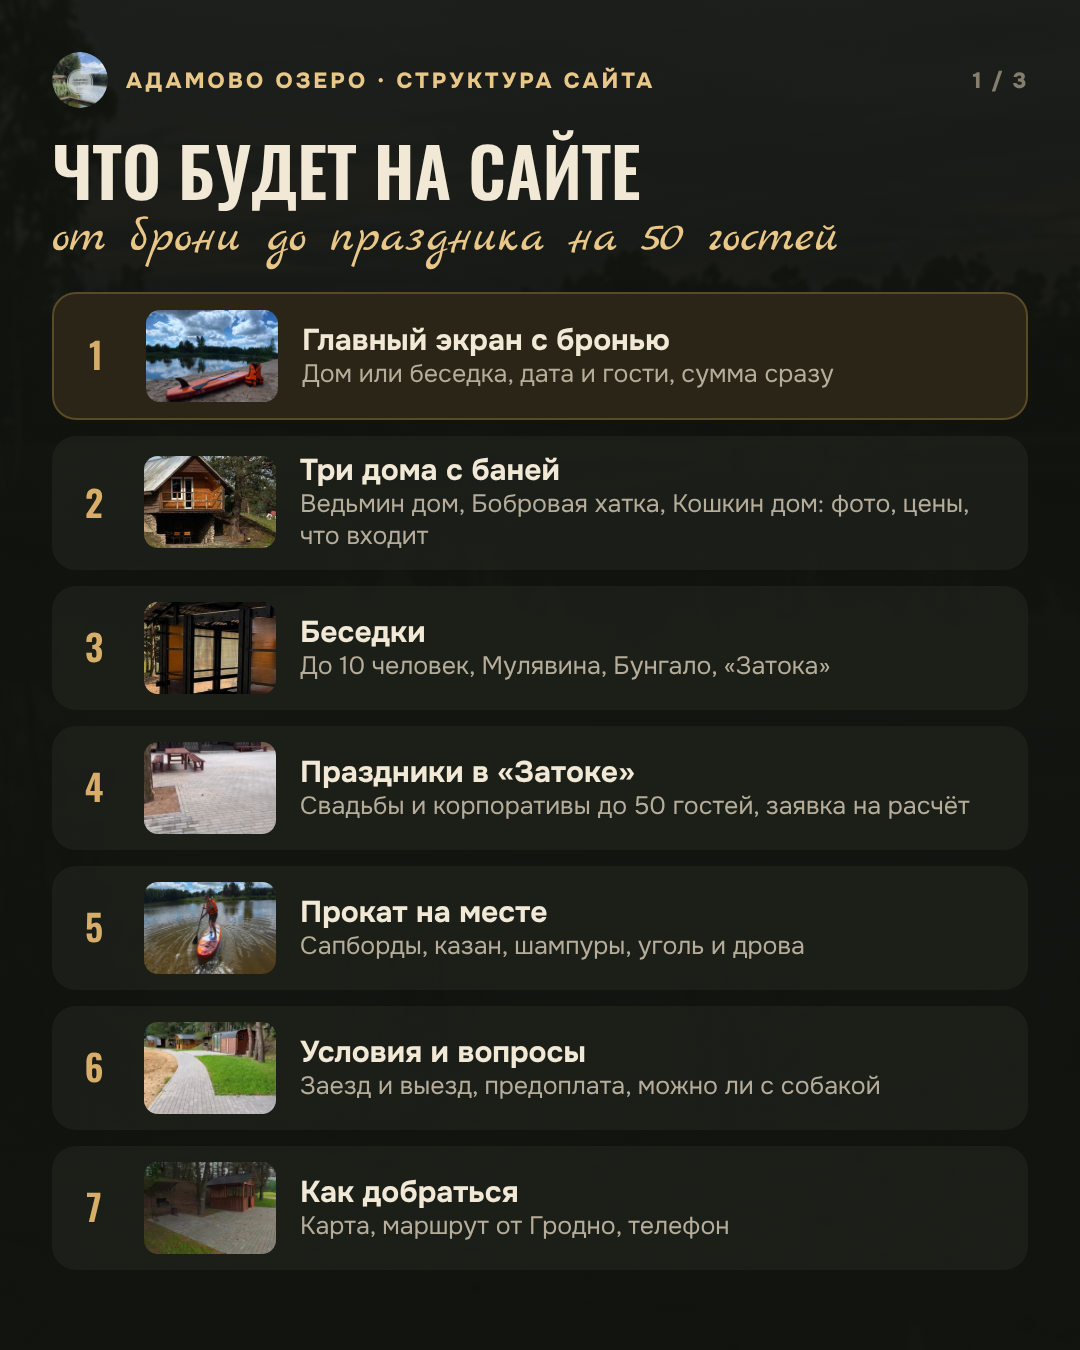 АДАМОВО ОЗЕРО · СТРУКТУРА САЙТА
1 / 3
ЧТО БУДЕТ НА САЙТЕ
от брони до праздника на 50 гостей
1
Главный экран с бронью
Дом или беседка, дата и гости, сумма сразу
2
Три дома с баней
Ведьмин дом, Бобровая хатка, Кошкин дом: фото, цены,
что входит
3
Беседки
До 10 человек, Мулявина, Бунгало, «Затока»
4
Праздники в «Затоке»
Свадьбы и корпоративы до 50 гостей, заявка на расчёт
5
Прокат на месте
Сапборды, казан, шампуры, уголь и дрова
6
Условия и вопросы
Заезд и выезд, предоплата, можно ли с собакой
7
Как добраться
Карта, маршрут от Гродно, телефон